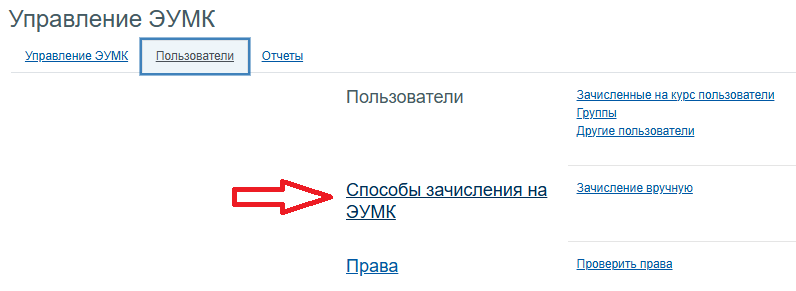 Управление ЭУМК
Управление ЭУМК Пользователи Отчеты
Пользователи
Зачисленные на курс пользователи
Группы
Другие пользователи
Способы зачисления на
ЭУМК
Зачисление вручную
Права
Проверить права